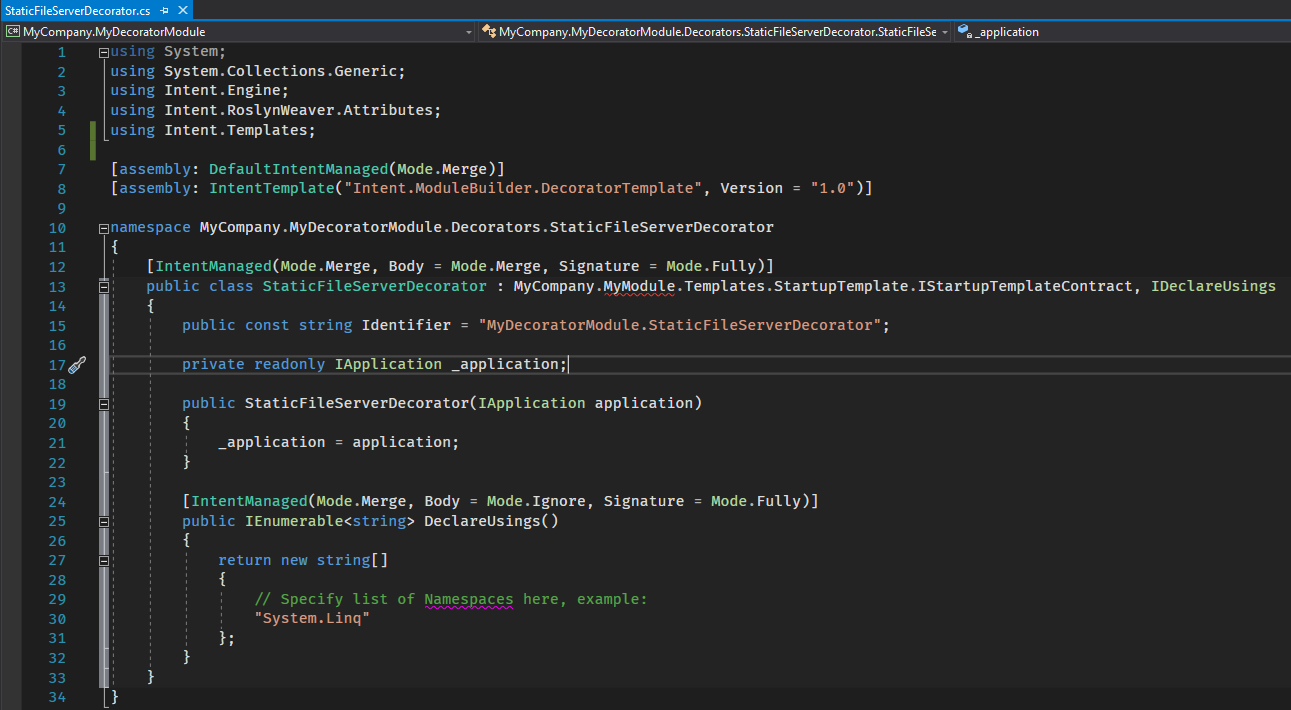 StaticFileServerDecorator.cs
C# MyCompany.MyDecoratorModule MyCompany.MyDecoratorModule.Decorators.StaticFileServerDecorator.StaticFileSe _application
1 using System;
2 using System.Collections.Generic;
3 using Intent.Engine;
4 using Intent.RoslynWeaver.Attributes;
5 using Intent.Templates;
6
7 [assembly: DefaultIntentManaged(Mode.Merge)]
8 [assembly: IntentTemplate("Intent.ModuleBuilder.DecoratorTemplate", Version = "1.0")]
9
10 namespace MyCompany.MyDecoratorModule.Decorators.StaticFileServerDecorator
11 {
12 [IntentManaged(Mode.Merge, Body = Mode.Merge, Signature = Mode.Fully)]
13 public class StaticFileServerDecorator : MyCompany.MyModule.Templates.StartupTemplate.IStartupTemplateContract, IDeclareUsings
14 {
15 public const string Identifier = "MyDecoratorModule.StaticFileServerDecorator";
16
17 private readonly IApplication _application;
18
19 public StaticFileServerDecorator(IApplication application)
20 {
21 _application = application;
22 }
23
24 [IntentManaged(Mode.Merge, Body = Mode.Ignore, Signature = Mode.Fully)]
25 public IEnumerable<string> DeclareUsings()
26 {
27 return new string[]
28 {
29 // Specify list of Namespaces here, example:
30 "System.Linq"
31 };
32 }
33 }
34 }